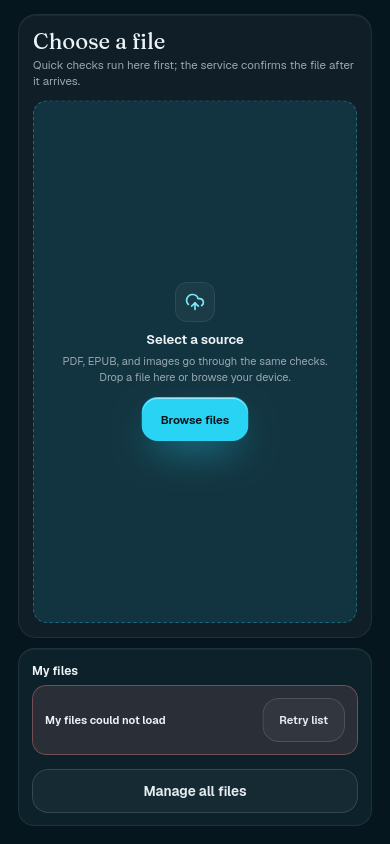 Choose a file
Quick checks run here first; the service confirms the file after
it arrives.
Select a source
PDF, EPUB, and images go through the same checks.
Drop a file here or browse your device.
Browse files
My files
My files could not load
Retry list
Manage all files